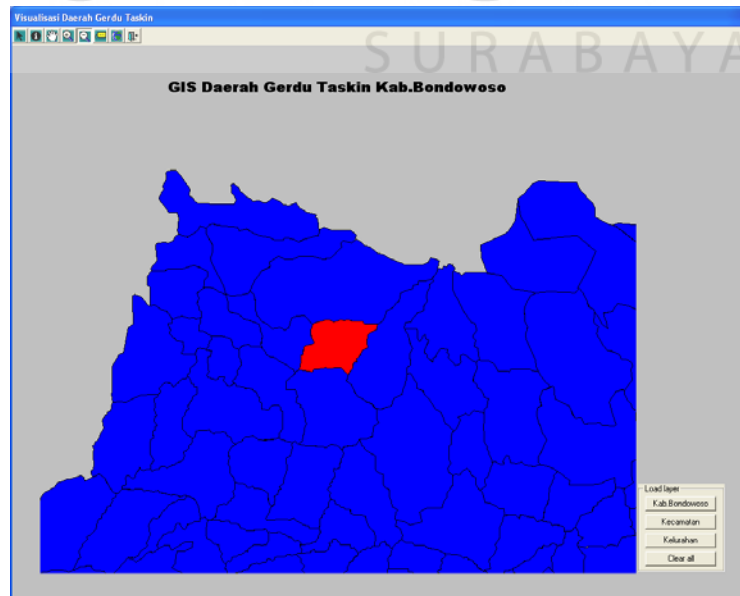 Visualisasi Daerah Gerdu Taskin
SURABAYA
GIS Daerah Gerdu Taskin Kab.Bondowoso
Load layer
Kab.Bondowoso
Kecamatan
Kelurahan
Clear all